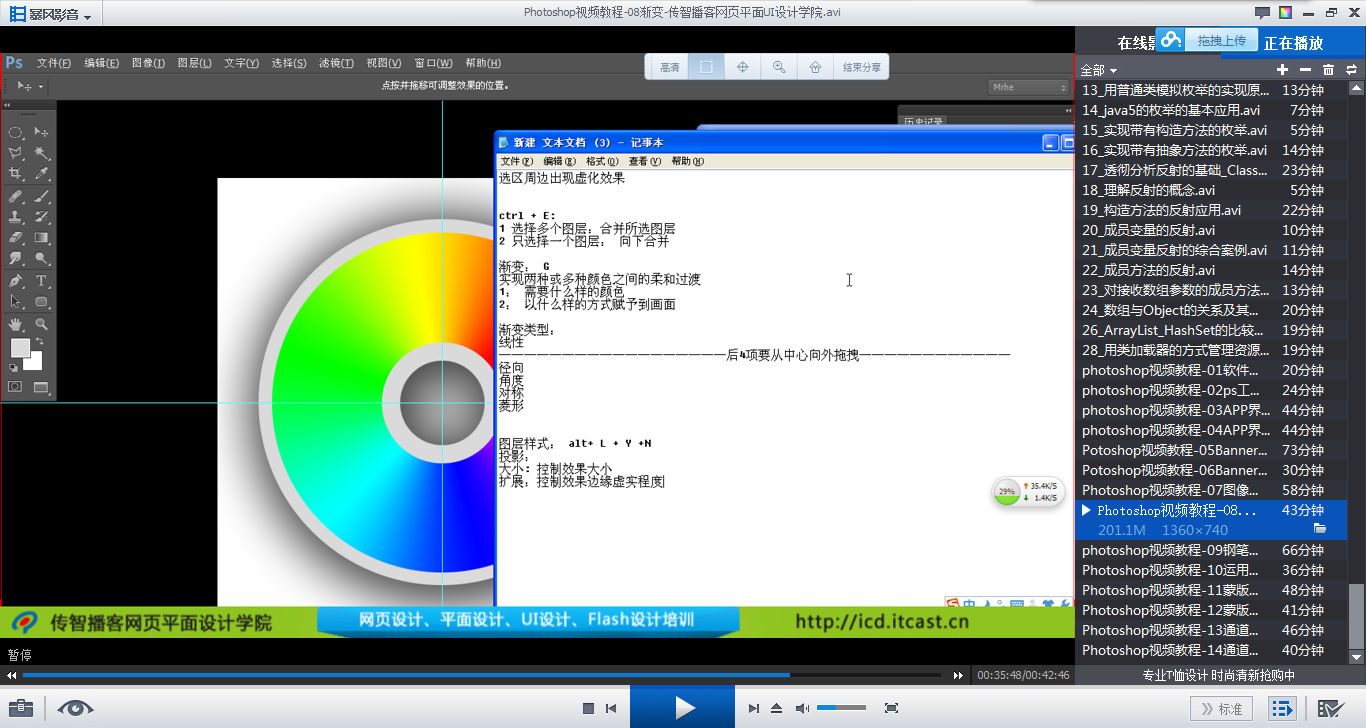 暴风影音
Photoshop视频教程-08渐变-传智播客网页平面UI设计学院.avi
在线影
拖拽上传
正在播放
Ps 文件(F) 编辑(E) 图像(I) 图层(L) 文字(Y) 选择(S) 滤镜(T) 视图(V) 窗口(W) 帮助(H)
高清 结束分享
点按并拖移可调整效果的位置。
Mrhe
历史记录
新建 文本文档 (3) - 记事本
文件(F) 编辑(E) 格式(O) 查看(V) 帮助(H)
选区周边出现虚化效果
ctrl + E:
1 选择多个图层: 合并所选图层
2 只选择一个图层: 向下合并
渐变: G
实现两种或多种颜色之间的柔和过渡
1: 需要什么样的颜色
2: 以什么样的方式赋予到画面
渐变类型:
线性
——————————————————后4项要从中心向外拖拽————————————
径向
角度
对称
菱形
图层样式: alt+ L + Y +N
投影:
大小: 控制效果大小
扩展: 控制效果边缘虚实程度
29%
35.4K/S
1.4K/S
中
传智播客网页平面设计学院
网页设计、平面设计、UI设计、Flash设计培训
http://icd.itcast.cn
全部
13_用普通类模拟枚举的实现原... 13分钟
14_java5的枚举的基本应用.avi 7分钟
15_实现带有构造方法的枚举.avi 5分钟
16_实现带有抽象方法的枚举.avi 14分钟
17_透彻分析反射的基础_Class... 23分钟
18_理解反射的概念.avi 5分钟
19_构造方法的反射应用.avi 22分钟
20_成员变量的反射.avi 10分钟
21_成员变量反射的综合案例.avi 11分钟
22_成员方法的反射.avi 14分钟
23_对接收数组参数的成员方法... 13分钟
24_数组与Object的关系及其... 20分钟
26_ArrayList_HashSet的比较... 19分钟
28_用类加载器的方式管理资源... 19分钟
photoshop视频教程-01软件... 20分钟
photoshop视频教程-02ps工... 24分钟
photoshop视频教程-03APP界... 44分钟
photoshop视频教程-04APP界... 44分钟
Potoshop视频教程-05Banner... 73分钟
Potoshop视频教程-06Banner... 30分钟
Photoshop视频教程-07图像... 58分钟
Photoshop视频教程-08... 43分钟
201.1M 1360×740
photoshop视频教程-09钢笔... 66分钟
Photoshop视频教程-10运用... 36分钟
Photoshop视频教程-11蒙版... 48分钟
Photoshop视频教程-12蒙版... 41分钟
Photoshop视频教程-13通道... 46分钟
Photoshop视频教程-14通道... 40分钟
暂停
00:35:48/00:42:46
专业T恤设计 时尚清新抢购中
标准